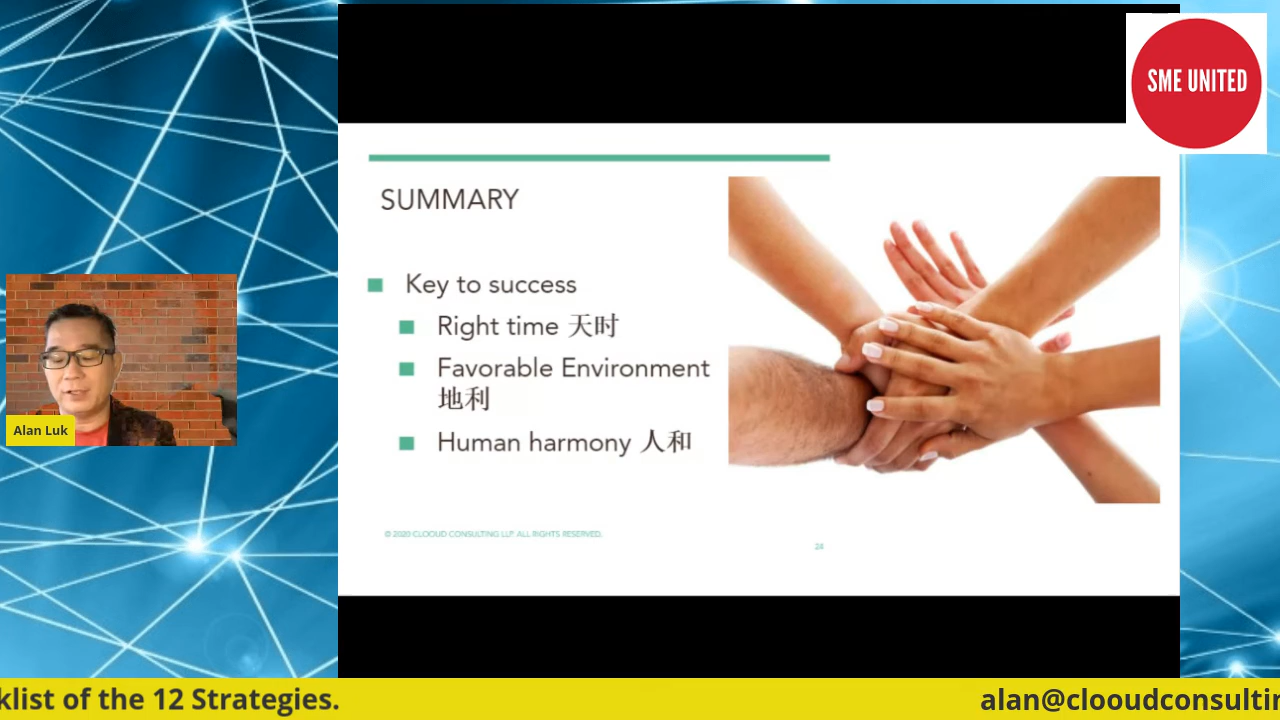 SME UNITED
SUMMARY
Key to success
Right time 天时
Favorable Environment
地利
Human harmony 人和
Alan Luk
© 2020 CLOOUD CONSULTING LLP. ALL RIGHTS RESERVED.
24
klist of the 12 Strategies.
alan@clooudconsultin